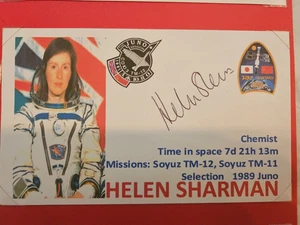 JUNO
Helen Sharman
Chemist
Time in space 7d 21h 13m
Missions: Soyuz TM-12, Soyuz TM-11
Selection 1989 Juno
HELEN SHARMAN